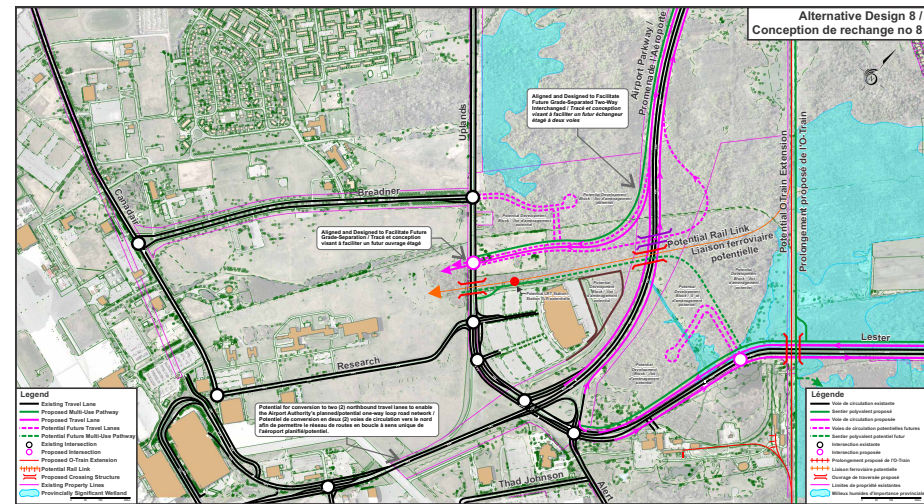 Alternative Design 8 /
Conception de rechange no 8
Airport Parkway /
Promenade de l'Aéroporte
Aligned and Designed to Facilitate
Future Grade-Separated Two-Way
Interchanged / Tracé et conception
visant à faciliter un futur échangeur
étagé à deux voies
Uplands
Potential O-Train Extension
Prolongement proposé de l'O-Train
Canadair
Breadner
Aligned and Designed to Facilitate Future
Grade-Separation / Tracé et conception
visant à faciliter un futur ouvrage étagé
Potential Rail Link
Liaison ferroviaire
potentielle
Lester
Research
Potential for conversion to two (2) northbound travel lanes to enable
the Airport Authority's planned/potential one-way loop road network /
Potentiel de conversion en deux (2) voies de circulation vers le nord
afin de permettre le réseau de routes en boucle à sens unique de
l'aéroport planifié/potentiel.
Thad Johnson
Alert
Legend
Existing Travel Lane
Proposed Multi-Use Pathway
Proposed Travel Lane
Potential Future Travel Lanes
Potential Future Multi-Use Pathway
Existing Intersection
Proposed Intersection
Proposed O-Train Extension
Potential Rail Link
Proposed Crossing Structure
Existing Property Lines
Provincially Significant Wetland
Légende
Voie de circulation existante
Sentier polyvalent proposé
Voie de circulation proposée
Voies de circulation potentielles futures
Sentier polyvalent potentiel futur
Intersection existante
Intersection proposée
Prolongement proposé de l'O-Train
Liaison ferroviaire potentielle
Ouvrage de traversée proposé
Limites de propriété existante
Milieux humides d'importance provinciale